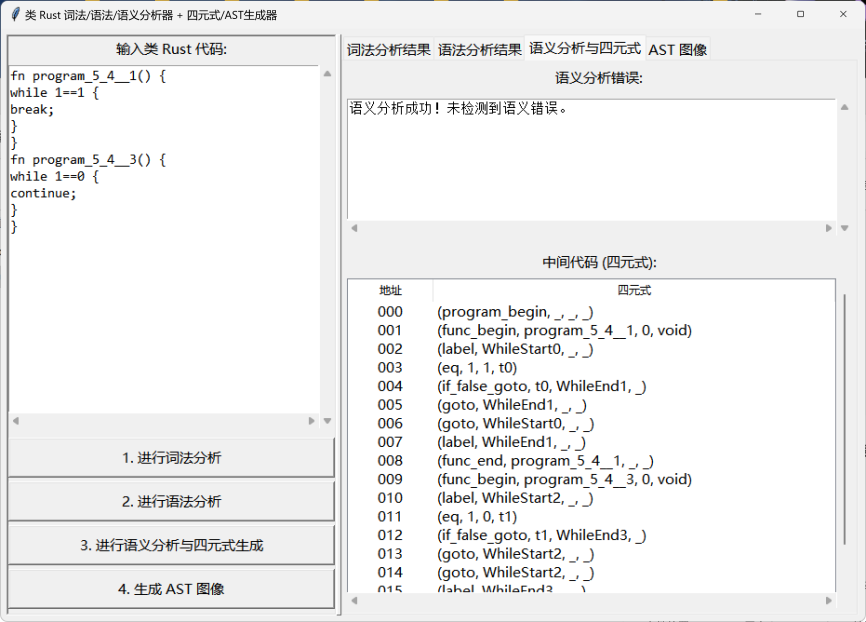 类 Rust 词法/语法/语义分析器 + 四元式/AST生成器
输入类 Rust 代码:
fn program_5_4__1() {
while 1==1 {
break;
}
}
fn program_5_4__3() {
while 1==0 {
continue;
}
}
1. 进行词法分析
2. 进行语法分析
3. 进行语义分析与四元式生成
4. 生成 AST 图像
词法分析结果 语法分析结果 语义分析与四元式 AST 图像
语义分析错误:
语义分析成功！未检测到语义错误。
中间代码 (四元式):
地址 四元式
000 (program_begin, _, _, _)
001 (func_begin, program_5_4__1, 0, void)
002 (label, WhileStart0, _, _)
003 (eq, 1, 1, t0)
004 (if_false_goto, t0, WhileEnd1, _)
005 (goto, WhileEnd1, _, _)
006 (goto, WhileStart0, _, _)
007 (label, WhileEnd1, _, _)
008 (func_end, program_5_4__1, _, _)
009 (func_begin, program_5_4__3, 0, void)
010 (label, WhileStart2, _, _)
011 (eq, 1, 0, t1)
012 (if_false_goto, t1, WhileEnd3, _)
013 (goto, WhileStart2, _, _)
014 (goto, WhileStart2, _, _)
015 (label, WhileEnd3, _, _)